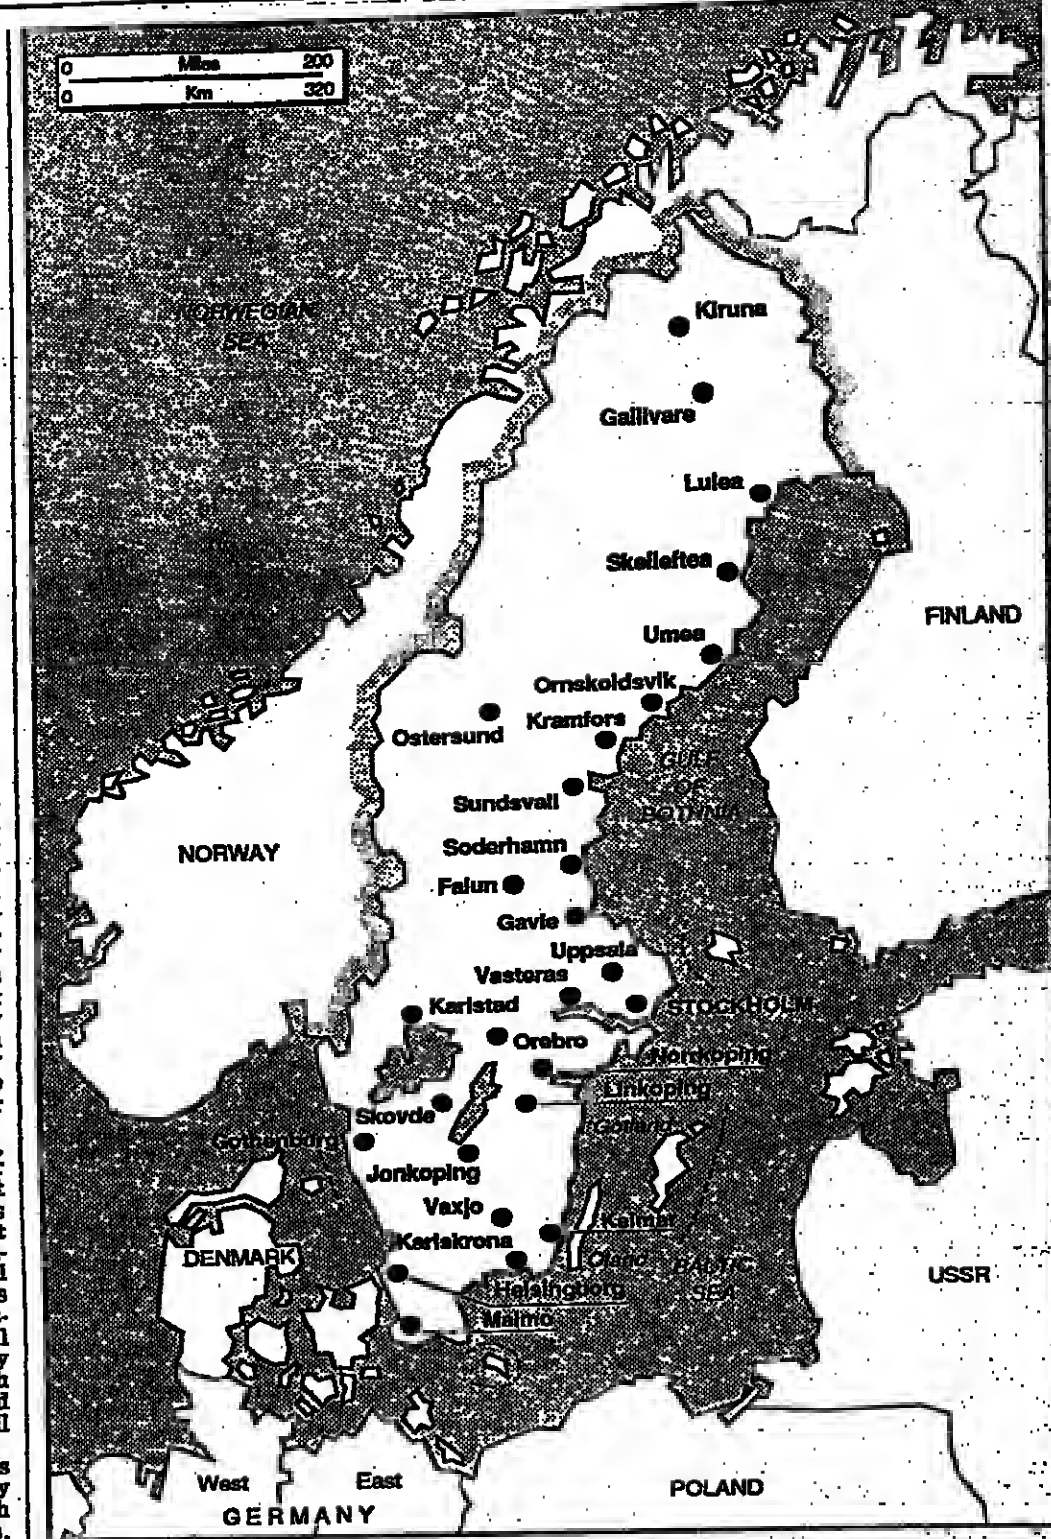 0 Miles 200
0 Km 320
NORWEGIAN
SEA
Kiruna
Gallivare
Lulea
Skelleftea
FINLAND
Umea
Ornskoldsvik
Kramfors
Ostersund
GULF
OF
BOTHNIA
Sundsvall
Soderhamn
NORWAY
Falun
Gavle
Uppsala
Vasteras
Karlstad
STOCKHOLM
Orebro
Norrkoping
Linkoping
Skovde
Gotland
Gothenburg
Jonkoping
Vaxjo
Kalmar
Karlskrona
DENMARK
Oland
BALTIC
SEA
USSR
Helsingborg
Malmo
West
East
GERMANY
POLAND